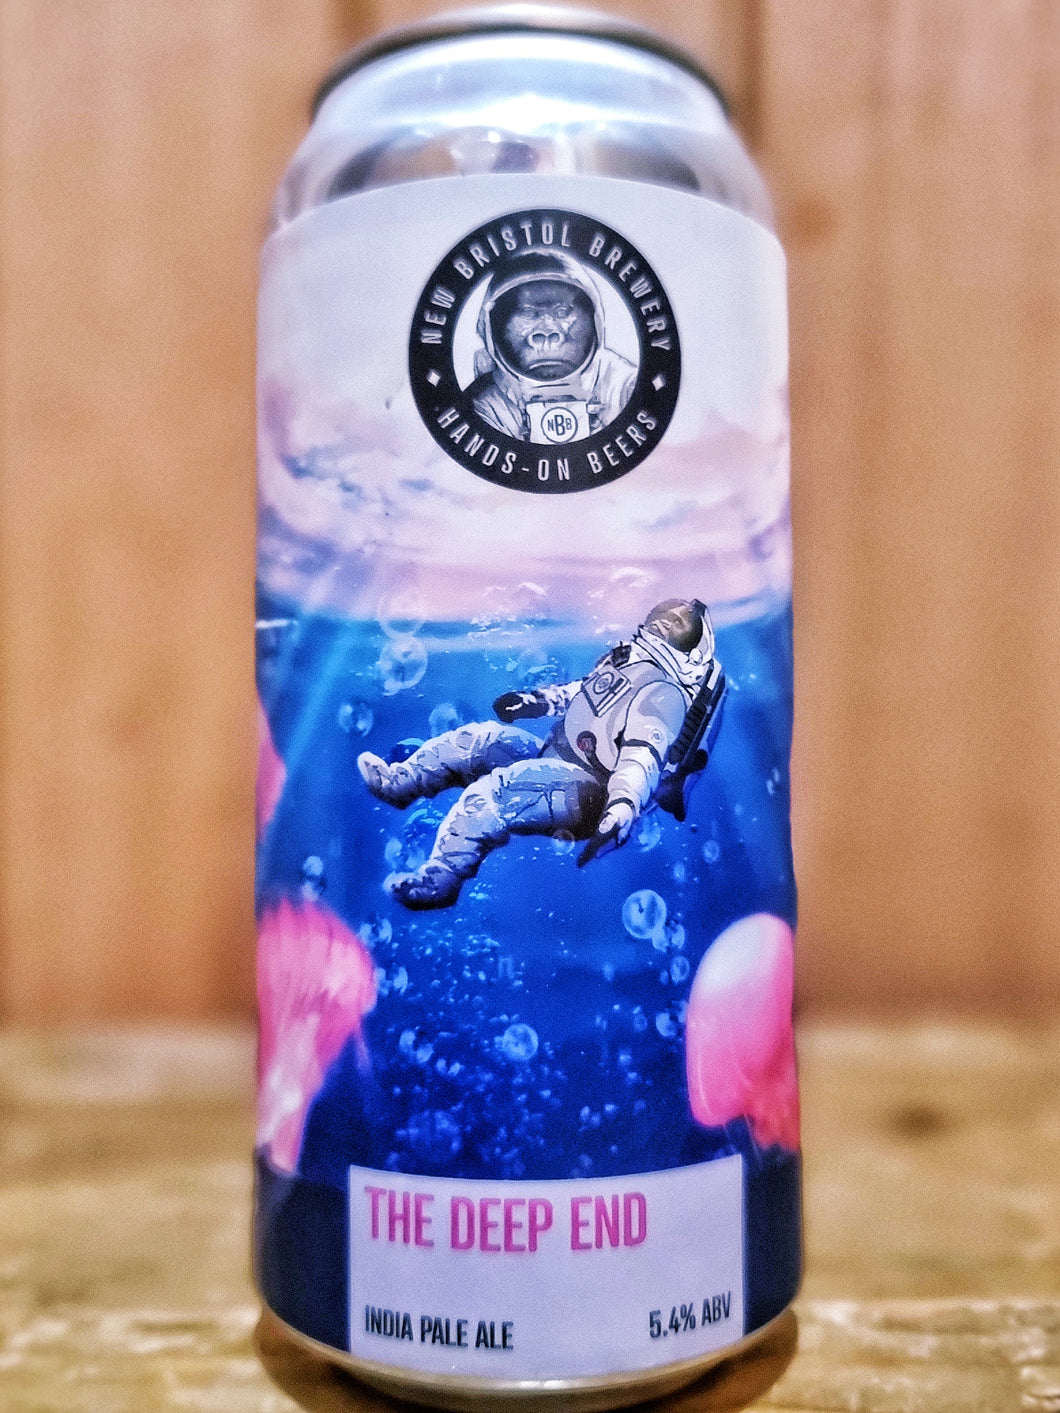 NEW BRISTOL BREWERY
NBB
HANDS-ON BEERS
THE DEEP END
INDIA PALE ALE
5.4% ABV